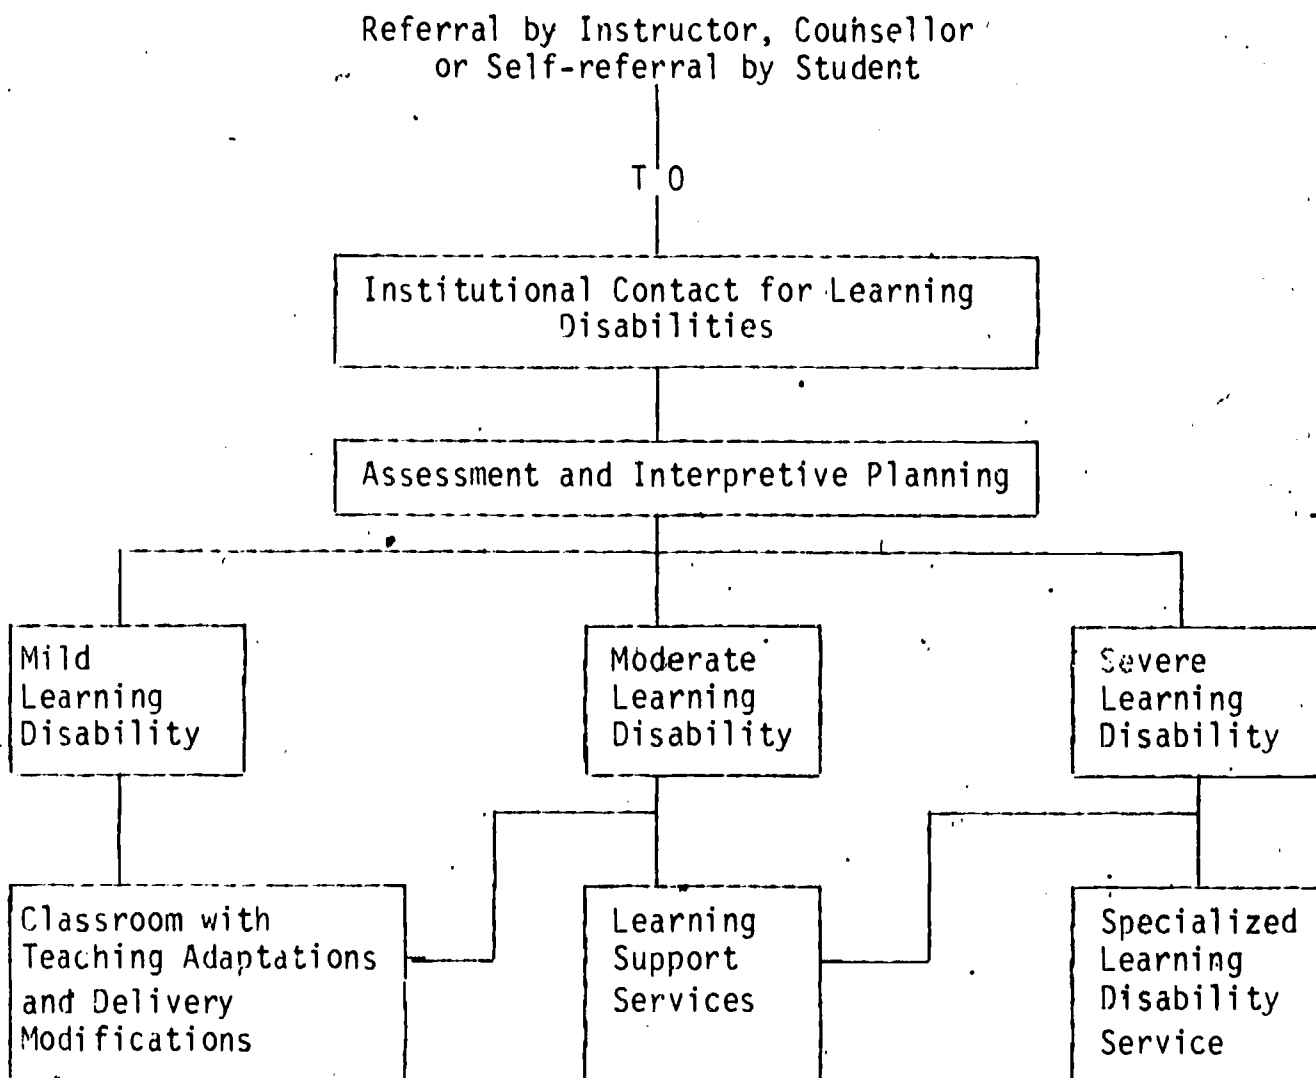 Referral by Instructor, Counsellor
or Self-referral by Student
TO
Institutional Contact for Learning
Disabilities
Assessment and Interpretive Planning
Mild
Learning
Disability
Moderate
Learning
Disability
Severe
Learning
Disability
Classroom with
Teaching Adaptations
and Delivery
Modifications
Learning
Support
Services
Specialized
Learning
Disability
Service